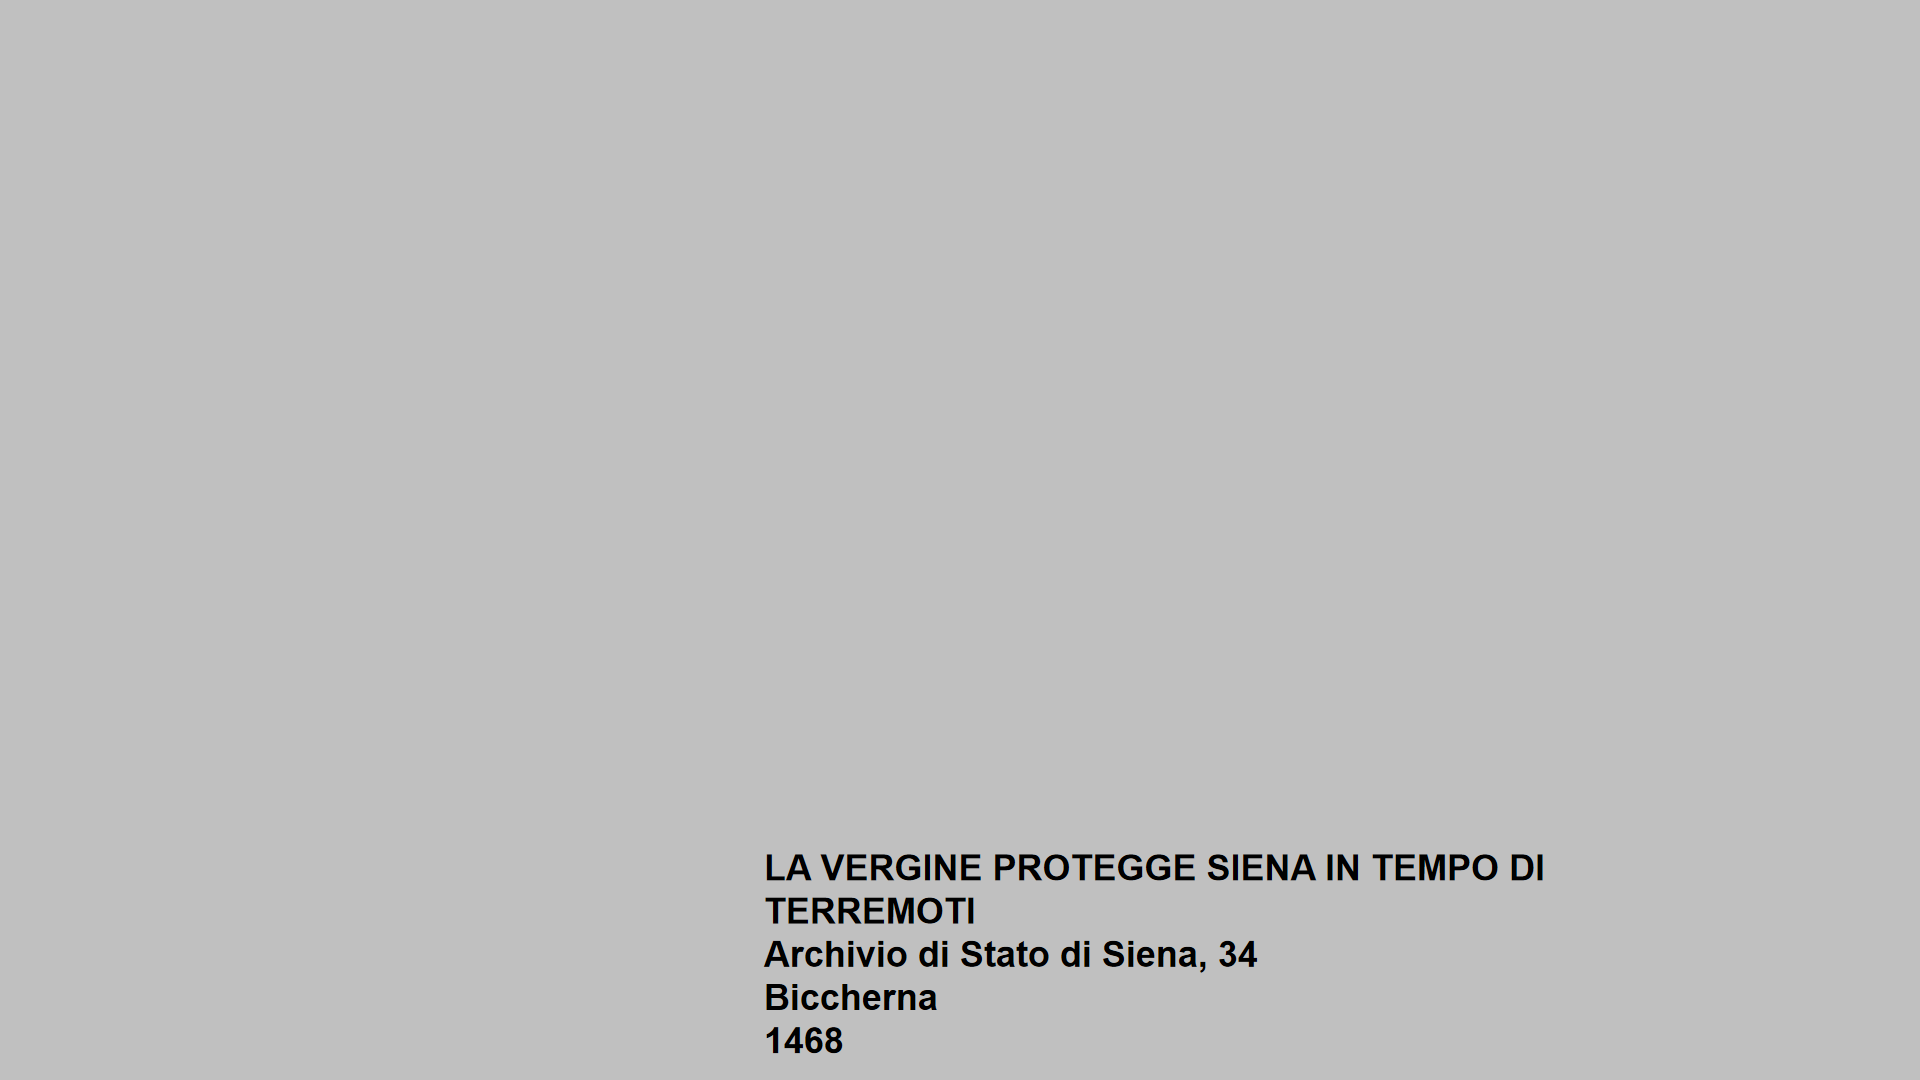 LA VERGINE PROTEGGE SIENA IN TEMPO DI
TERREMOTI
Archivio di Stato di Siena, 34
Biccherna
1468